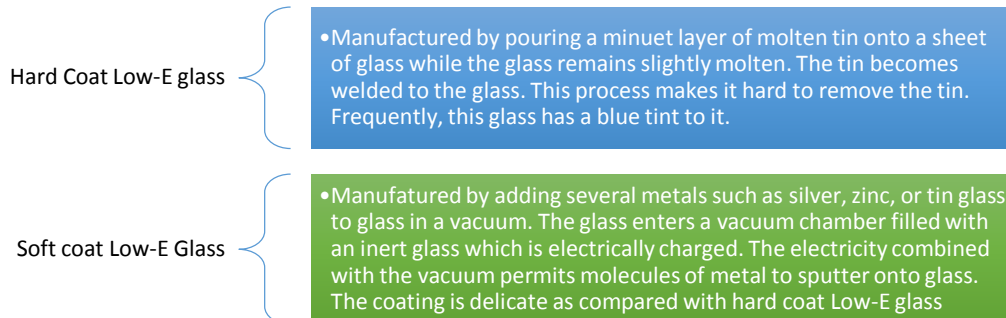 Hard Coat Low-E glass
•Manufactured by pouring a minuet layer of molten tin onto a sheet
of glass while the glass remains slightly molten. The tin becomes
welded to the glass. This process makes it hard to remove the tin.
Frequently, this glass has a blue tint to it.
Soft coat Low-E Glass
•Manufatured by adding several metals such as silver, zinc, or tin glass
to glass in a vacuum. The glass enters a vacuum chamber filled with
an inert glass which is electrically charged. The electricity combined
with the vacuum permits molecules of metal to sputter onto glass.
The coating is delicate as compared with hard coat Low-E glass